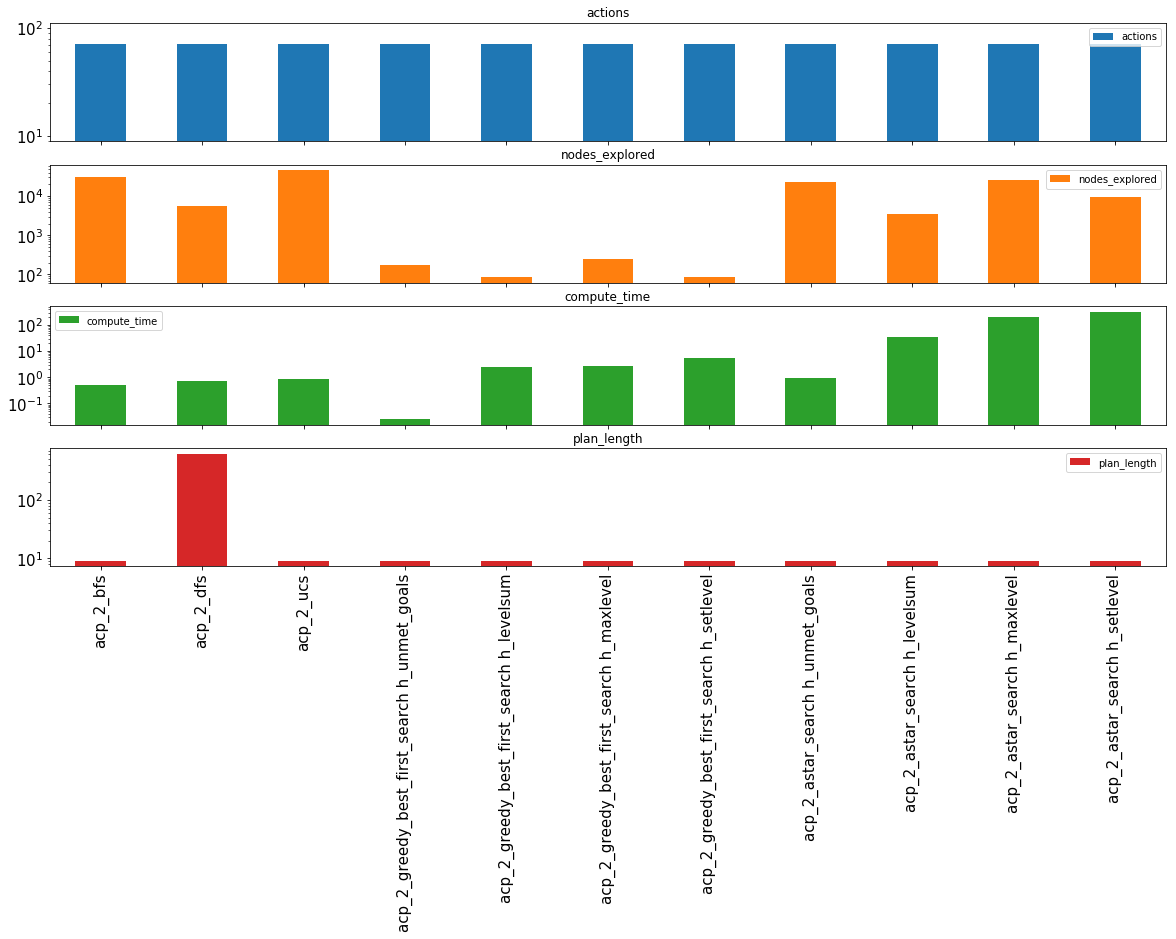 actions
10²
10¹
actions
nodes_explored
10⁴
10³
10²
nodes_explored
compute_time
10²
10¹
10⁰
10⁻¹
compute_time
plan_length
10²
10¹
plan_length
acp_2_bfs
acp_2_dfs
acp_2_ucs
acp_2_greedy_best_first_search h_unmet_goals
acp_2_greedy_best_first_search h_levelsum
acp_2_greedy_best_first_search h_maxlevel
acp_2_greedy_best_first_search h_setlevel
acp_2_astar_search h_unmet_goals
acp_2_astar_search h_levelsum
acp_2_astar_search h_maxlevel
acp_2_astar_search h_setlevel